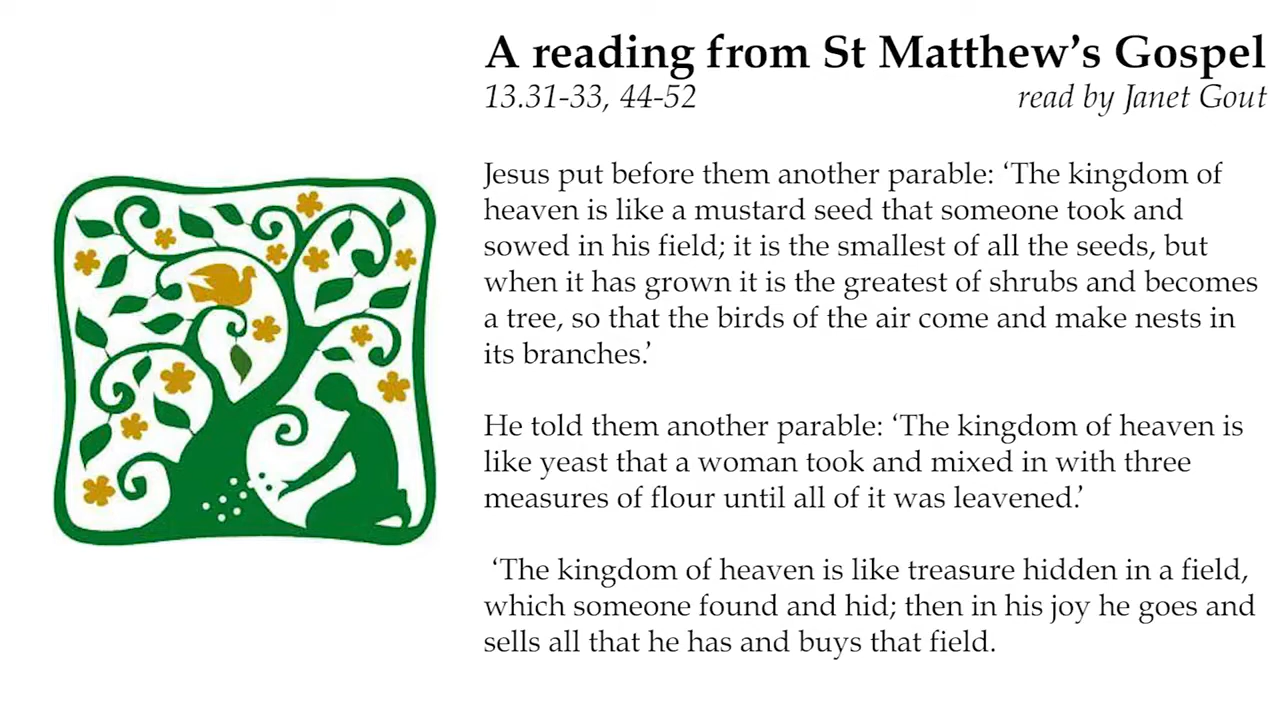 A reading from St Matthew’s Gospel
13.31-33, 44-52 read by Janet Gout
Jesus put before them another parable: ‘The kingdom of
heaven is like a mustard seed that someone took and
sowed in his field; it is the smallest of all the seeds, but
when it has grown it is the greatest of shrubs and becomes
a tree, so that the birds of the air come and make nests in
its branches.’
He told them another parable: ‘The kingdom of heaven is
like yeast that a woman took and mixed in with three
measures of flour until all of it was leavened.’
‘The kingdom of heaven is like treasure hidden in a field,
which someone found and hid; then in his joy he goes and
sells all that he has and buys that field.